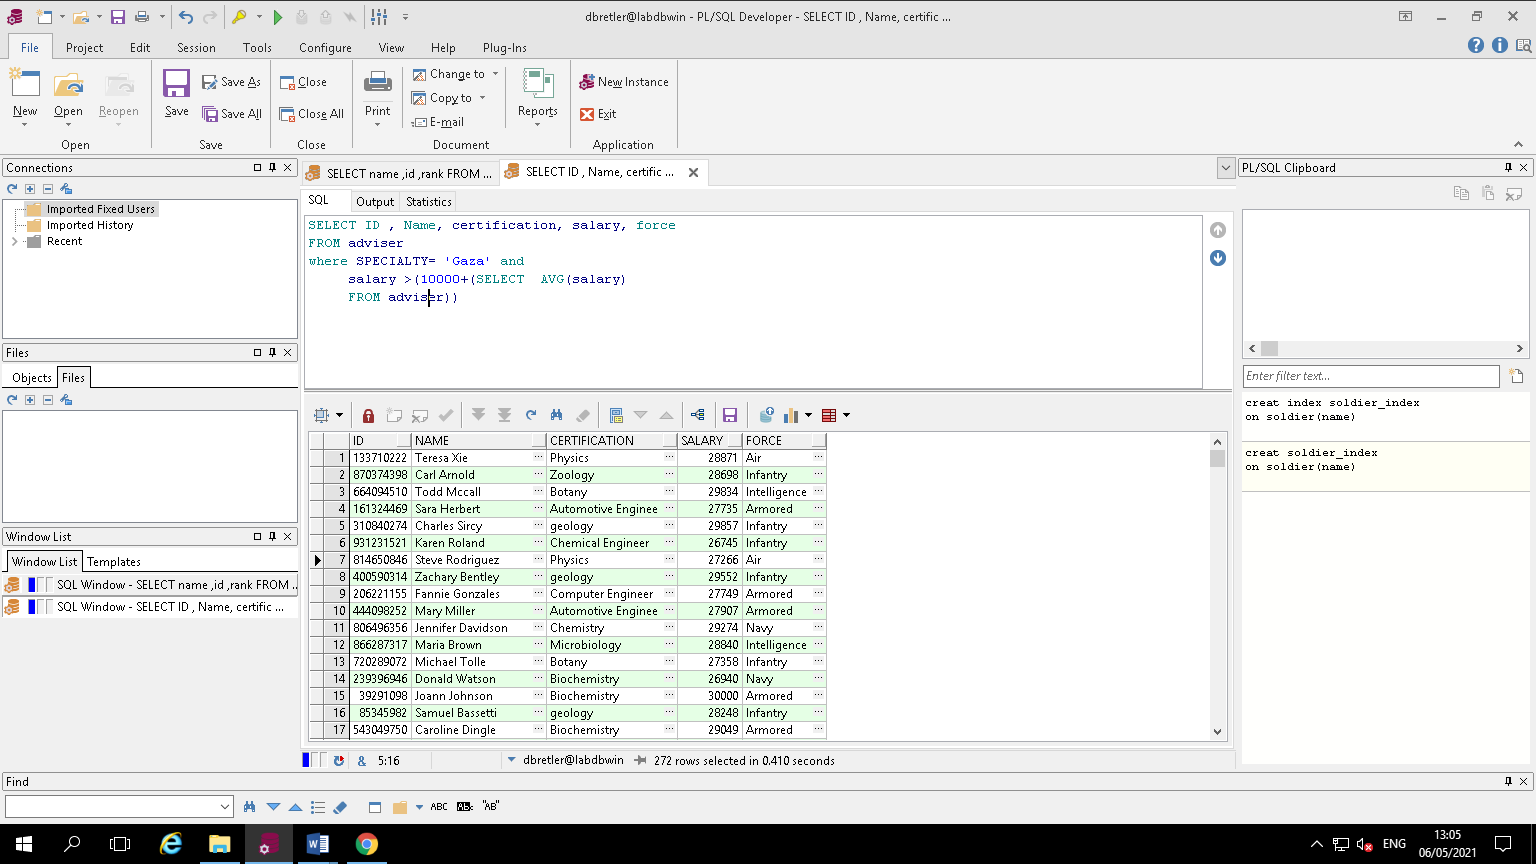 dbretler@labdbwin - PL/SQL Developer - SELECT ID , Name, certific ...
File Project Edit Session Tools Configure View Help Plug-Ins
New Open Reopen Save Save As Save All Close Close All Print Change to Copy to E-mail Reports New Instance Exit
Open Save Close Document Application
Connections
Imported Fixed Users
Imported History
Recent
Files
Objects Files
Window List
Window List Templates
SQL Window - SELECT name ,id ,rank FROM ..
SQL Window - SELECT ID , Name, certific ...
SELECT name ,id ,rank FROM ... SELECT ID , Name, certific ...
SQL Output Statistics
SELECT ID , Name, certification, salary, force
FROM adviser
where SPECIALTY= 'Gaza' and
salary >(10000+(SELECT AVG(salary)
FROM adviser))
ID NAME CERTIFICATION SALARY FORCE
1 133710222 Teresa Xie Physics 28871 Air
2 870374398 Carl Arnold Zoology 28698 Infantry
3 664094510 Todd Mccall Botany 29834 Intelligence
4 161324469 Sara Herbert Automotive Enginee 27735 Armored
5 310840274 Charles Sircy geology 29857 Infantry
6 931231521 Karen Roland Chemical Engineer 26745 Infantry
7 814650846 Steve Rodriguez Physics 27266 Air
8 400590314 Zachary Bentley geology 29552 Infantry
9 206221155 Fannie Gonzales Computer Engineer 27749 Armored
10 444098252 Mary Miller Automotive Enginee 27907 Armored
11 806496356 Jennifer Davidson Chemistry 29274 Navy
12 866287317 Maria Brown Microbiology 28840 Intelligence
13 720289072 Michael Tolle Botany 27358 Infantry
14 239396946 Donald Watson Biochemistry 26940 Navy
15 39291098 Joann Johnson Biochemistry 30000 Armored
16 85345982 Samuel Bassetti geology 28248 Infantry
17 543049750 Caroline Dingle Biochemistry 29049 Armored
& 5:16 dbretler@labdbwin 272 rows selected in 0.410 seconds
PL/SQL Clipboard
Enter filter text...
creat index soldier_index
on soldier(name)
creat soldier_index
on soldier(name)
Find
ABC AB "AB"
ENG 13:05
06/05/2021